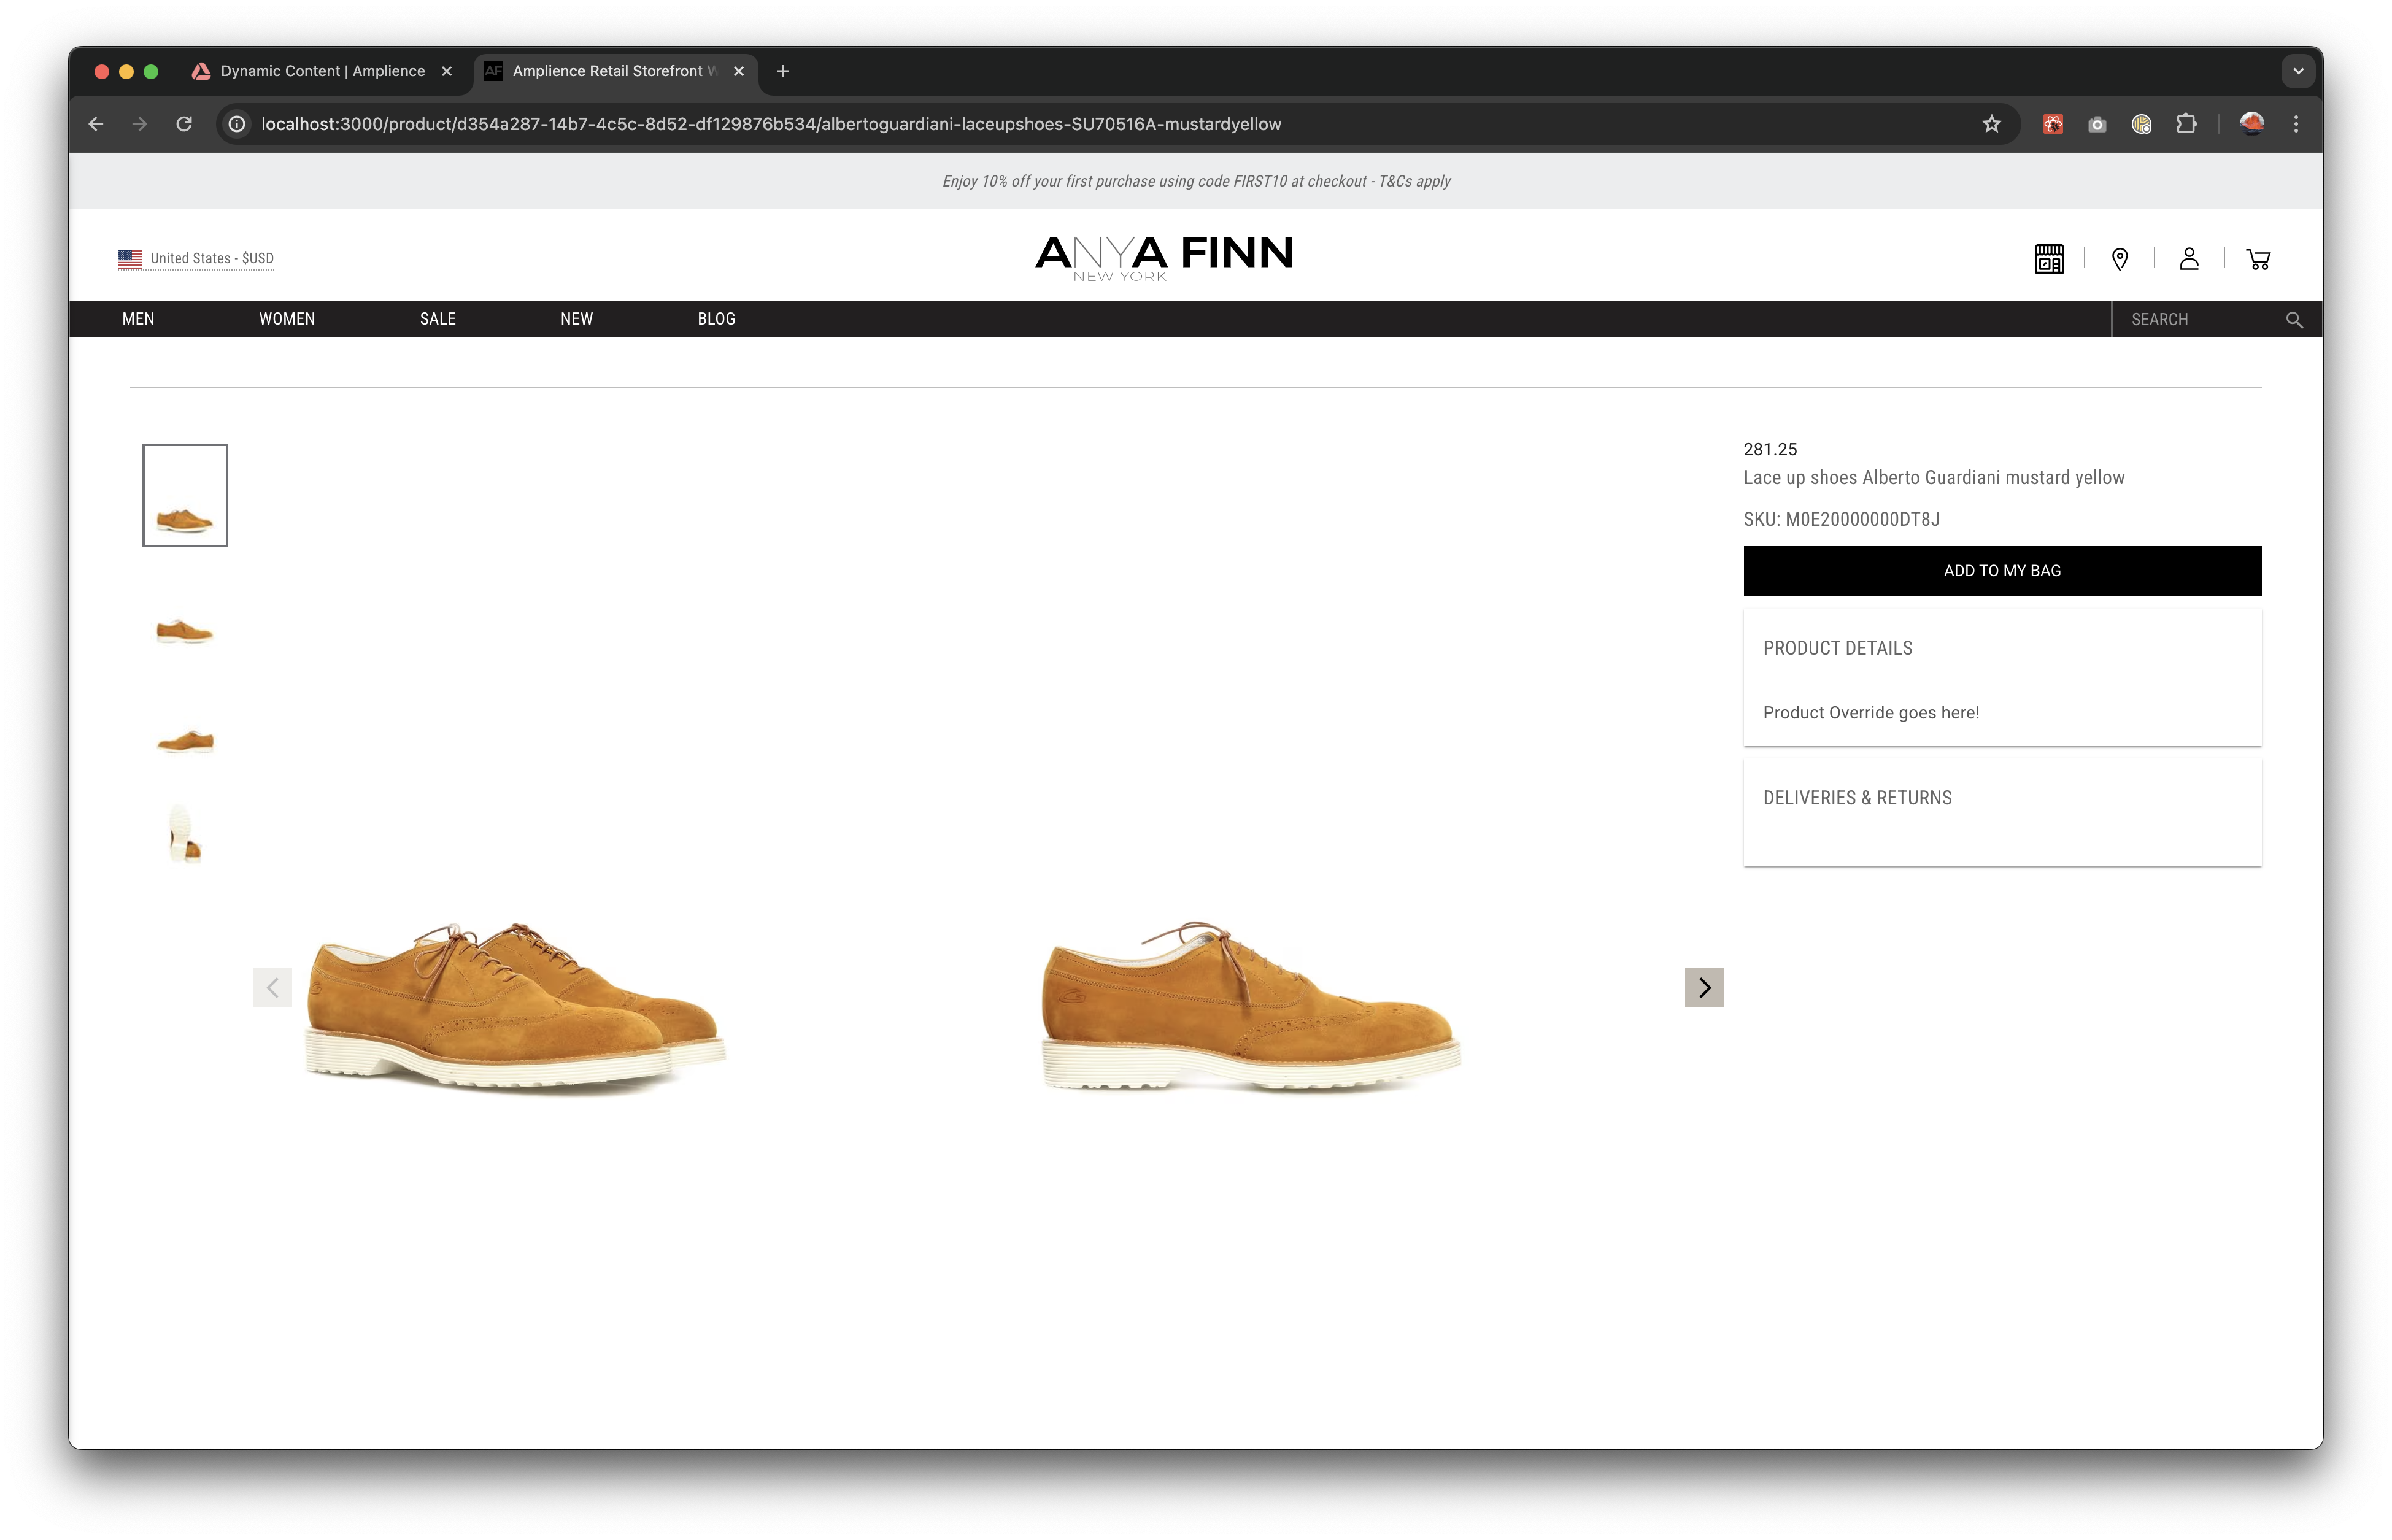 Dynamic Content | Amplience
AF
Amplience Retail Storefront
localhost:3000/product/d354a287-14b7-4c5c-8d52-df129876b534/albertoguardiani-laceupshoes-SU70516A-mustardyellow
Enjoy 10% off your first purchase using code FIRST10 at checkout - T&Cs apply
United States - $USD
ANYA FINN
NEW YORK
MEN
WOMEN
SALE
NEW
BLOG
SEARCH
281.25
Lace up shoes Alberto Guardiani mustard yellow
SKU: M0E20000000DT8J
ADD TO MY BAG
PRODUCT DETAILS
Product Override goes here!
DELIVERIES & RETURNS